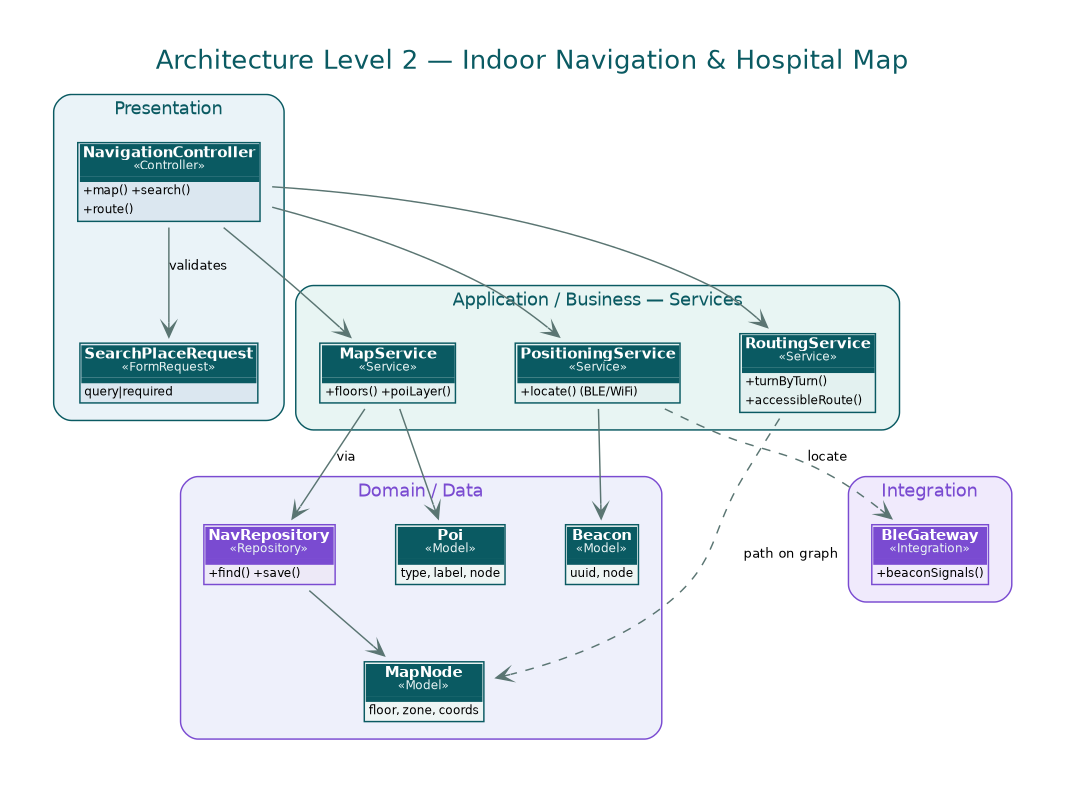 Architecture Level 2 — Indoor Navigation & Hospital Map
Presentation
NavigationController
«Controller»
+map() +search()
+route()
validates
SearchPlaceRequest
«FormRequest»
query|required
Application / Business — Services
MapService
«Service»
+floors() +poiLayer()
PositioningService
«Service»
+locate() (BLE/WiFi)
RoutingService
«Service»
+turnByTurn()
+accessibleRoute()
via
locate
Domain / Data
NavRepository
«Repository»
+find() +save()
Poi
«Model»
type, label, node
Beacon
«Model»
uuid, node
path on graph
Integration
BleGateway
«Integration»
+beaconSignals()
MapNode
«Model»
floor, zone, coords